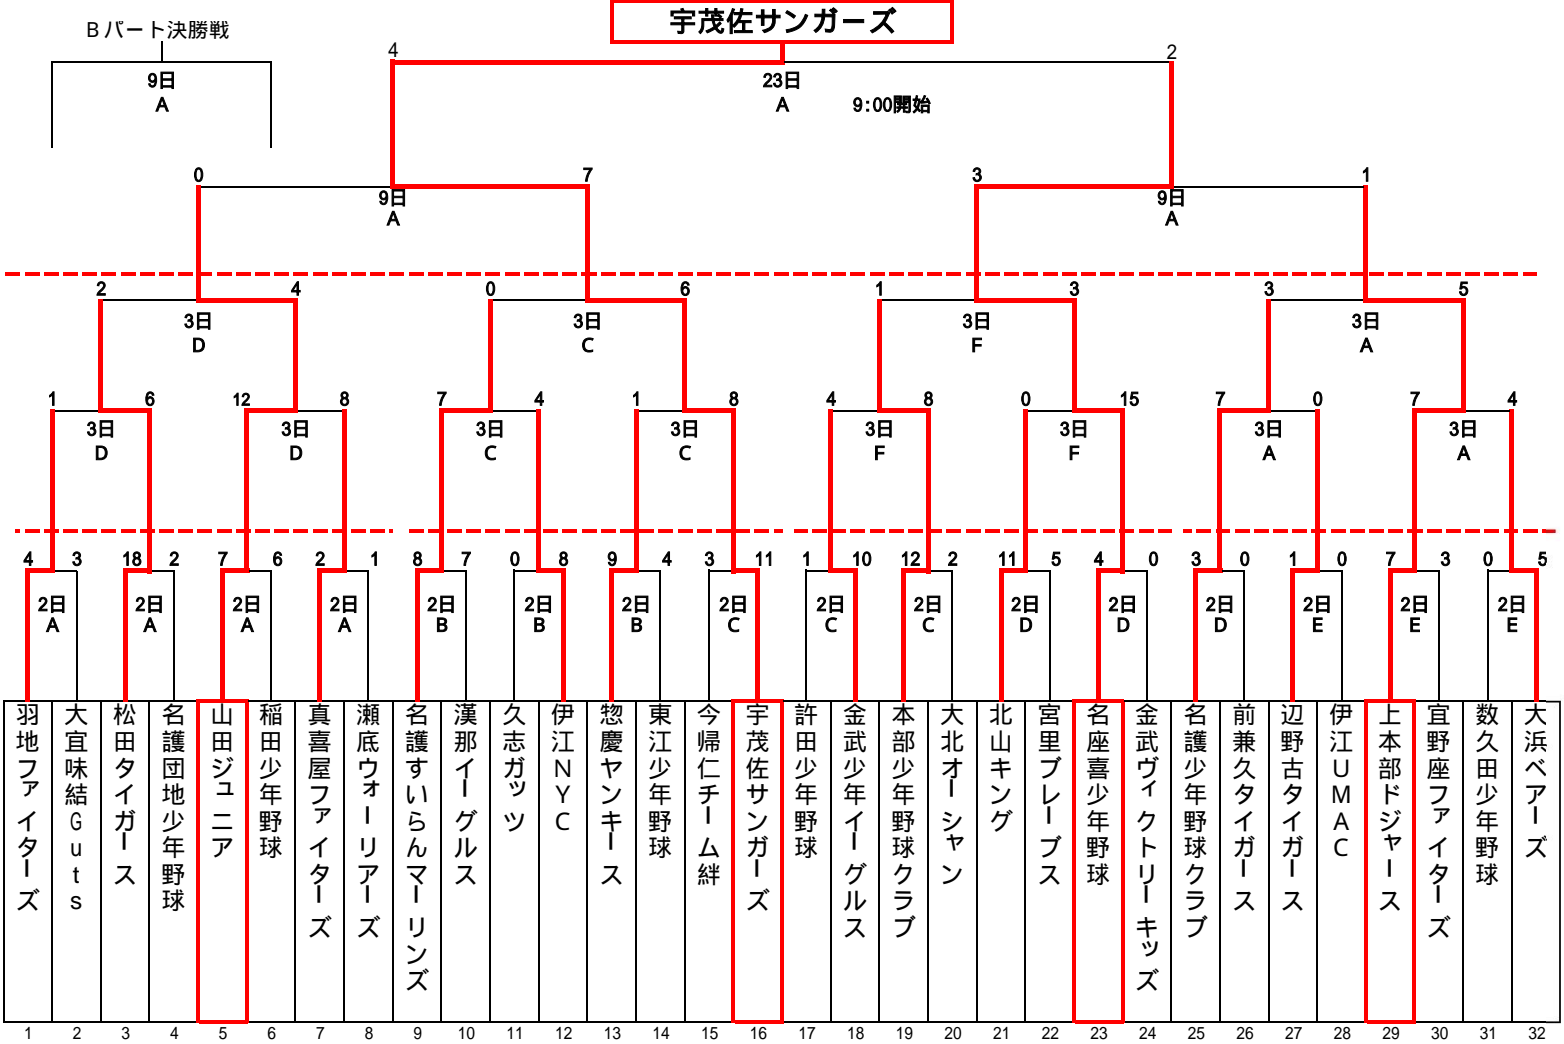 宇茂佐サンガーズ
Bパート決勝戦
4
2
9日
A
23日
A
9:00開始
0
7
3
1
9日
A
9日
A
2
4
0
6
1
3
3
5
3日
D
3日
C
3日
F
3日
A
1
6
12
8
7
4
1
8
4
8
0
15
7
0
7
4
3日
D
3日
D
3日
C
3日
C
3日
F
3日
F
3日
A
3日
A
4
3
18
2
7
6
2
1
8
7
0
8
9
4
3
11
1
10
12
2
11
5
4
0
3
0
1
0
7
3
0
5
2日
A
2日
A
2日
A
2日
A
2日
B
2日
B
2日
B
2日
C
2日
C
2日
C
2日
D
2日
D
2日
D
2日
E
2日
E
2日
E
羽地ファイターズ
大宜味結Guts
松田タイガース
名護団地少年野球
山田ジュニア
稲田少年野球
真喜屋ファイターズ
瀬底ウォーリアーズ
名護すいらんマーリンズ
漢那イーグルス
久志ガッツ
伊江NYC
惣慶ヤンキース
東江少年野球
今帰仁チーム絆
宇茂佐サンガーズ
許田少年野球
金武少年イーグルス
本部少年野球クラブ
大北オーシャン
北山キング
宮里ブレーブス
名座喜少年野球
金武ヴィクトリーキッズ
名護少年野球クラブ
前兼久タイガース
辺野古タイガース
伊江UMAC
上本部ドジャース
宜野座ファイターズ
数久田少年野球
大浜ベアーズ
1
2
3
4
5
6
7
8
9
10
11
12
13
14
15
16
17
18
19
20
21
22
23
24
25
26
27
28
29
30
31
32